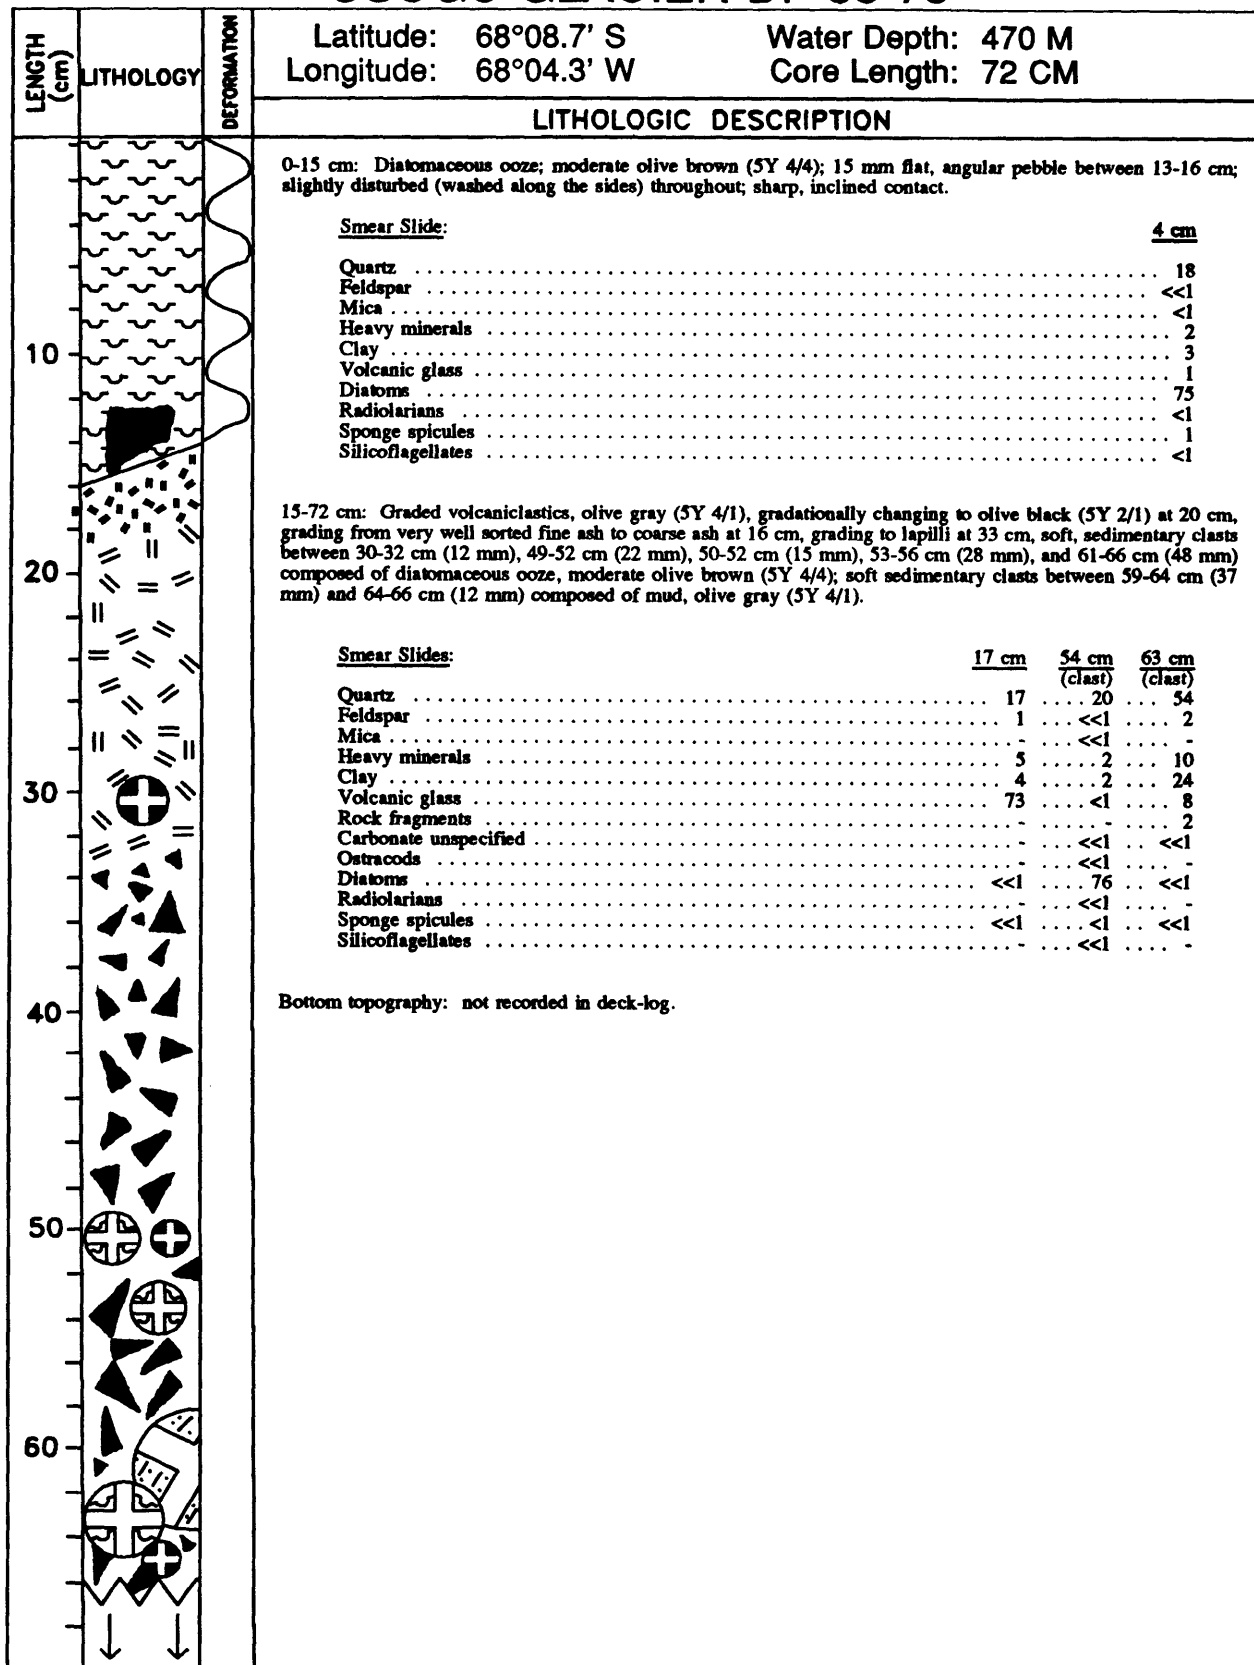 LENGTH (cm)
LITHOLOGY
DEFORMATION
Latitude: 68°08.7' S Water Depth: 470 M
Longitude: 68°04.3' W Core Length: 72 CM
LITHOLOGIC DESCRIPTION
0-15 cm: Diatomaceous ooze; moderate olive brown (5Y 4/4); 15 mm flat, angular pebble between 13-16 cm;
slightly disturbed (washed along the sides) throughout; sharp, inclined contact.
Smear Slide: 4 cm
Quartz 18
Feldspar <<1
Mica <1
Heavy minerals 2
Clay 3
Volcanic glass 1
Diatoms 75
Radiolarians <1
Sponge spicules 1
Silicoflagellates <1
15-72 cm: Graded volcaniclastics, olive gray (5Y 4/1), gradationally changing to olive black (5Y 2/1) at 20 cm,
grading from very well sorted fine ash to coarse ash at 16 cm, grading to lapilli at 33 cm, soft, sedimentary clasts
between 30-32 cm (12 mm), 49-52 cm (22 mm), 50-52 cm (15 mm), 53-56 cm (28 mm), and 61-66 cm (48 mm)
composed of diatomaceous ooze, moderate olive brown (5Y 4/4); soft sedimentary clasts between 59-64 cm (37
mm) and 64-66 cm (12 mm) composed of mud, olive gray (5Y 4/1).
Smear Slides: 17 cm 54 cm 63 cm
(clast) (clast)
Quartz 17 20 54
Feldspar 1 <<1 2
Mica - <<1 -
Heavy minerals 5 2 10
Clay 4 2 24
Volcanic glass 73 <1 8
Rock fragments - - 2
Carbonate unspecified - <<1 <<1
Ostracods - <<1 -
Diatoms <<1 76 <<1
Radiolarians - <<1 -
Sponge spicules <<1 <1 <<1
Silicoflagellates - <<1 -
Bottom topography: not recorded in deck-log.
10
20
30
40
50
60